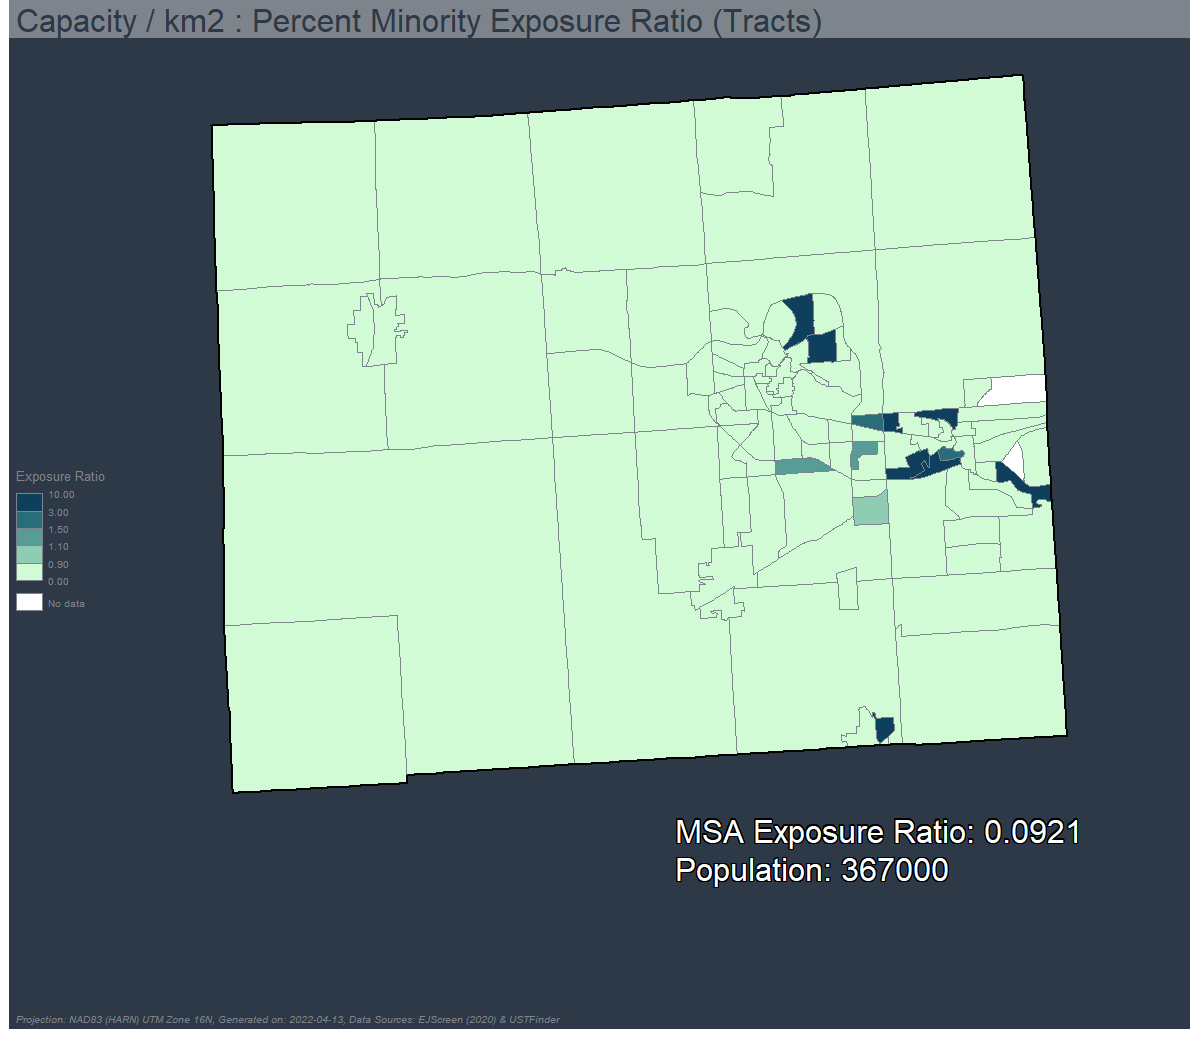 Capacity / km2 : Percent Minority Exposure Ratio (Tracts)
Exposure Ratio
10.00
3.00
1.50
1.10
0.90
0.00
No data
MSA Exposure Ratio: 0.0921
Population: 367000
Projection: NAD83 (HARN) UTM Zone 16N, Generated on: 2022-04-13, Data Sources: EJScreen (2020) & USTFinder